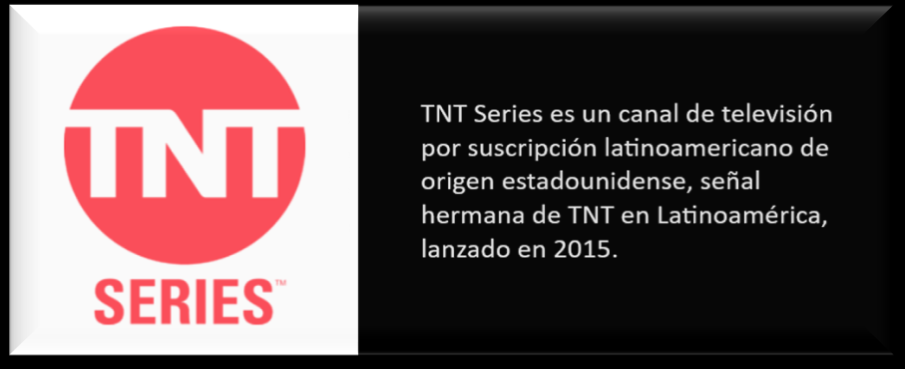 TNT
SERIES™
TNT Series es un canal de televisión
por suscripción latinoamericano de
origen estadounidense, señal
hermana de TNT en Latinoamérica,
lanzado en 2015.